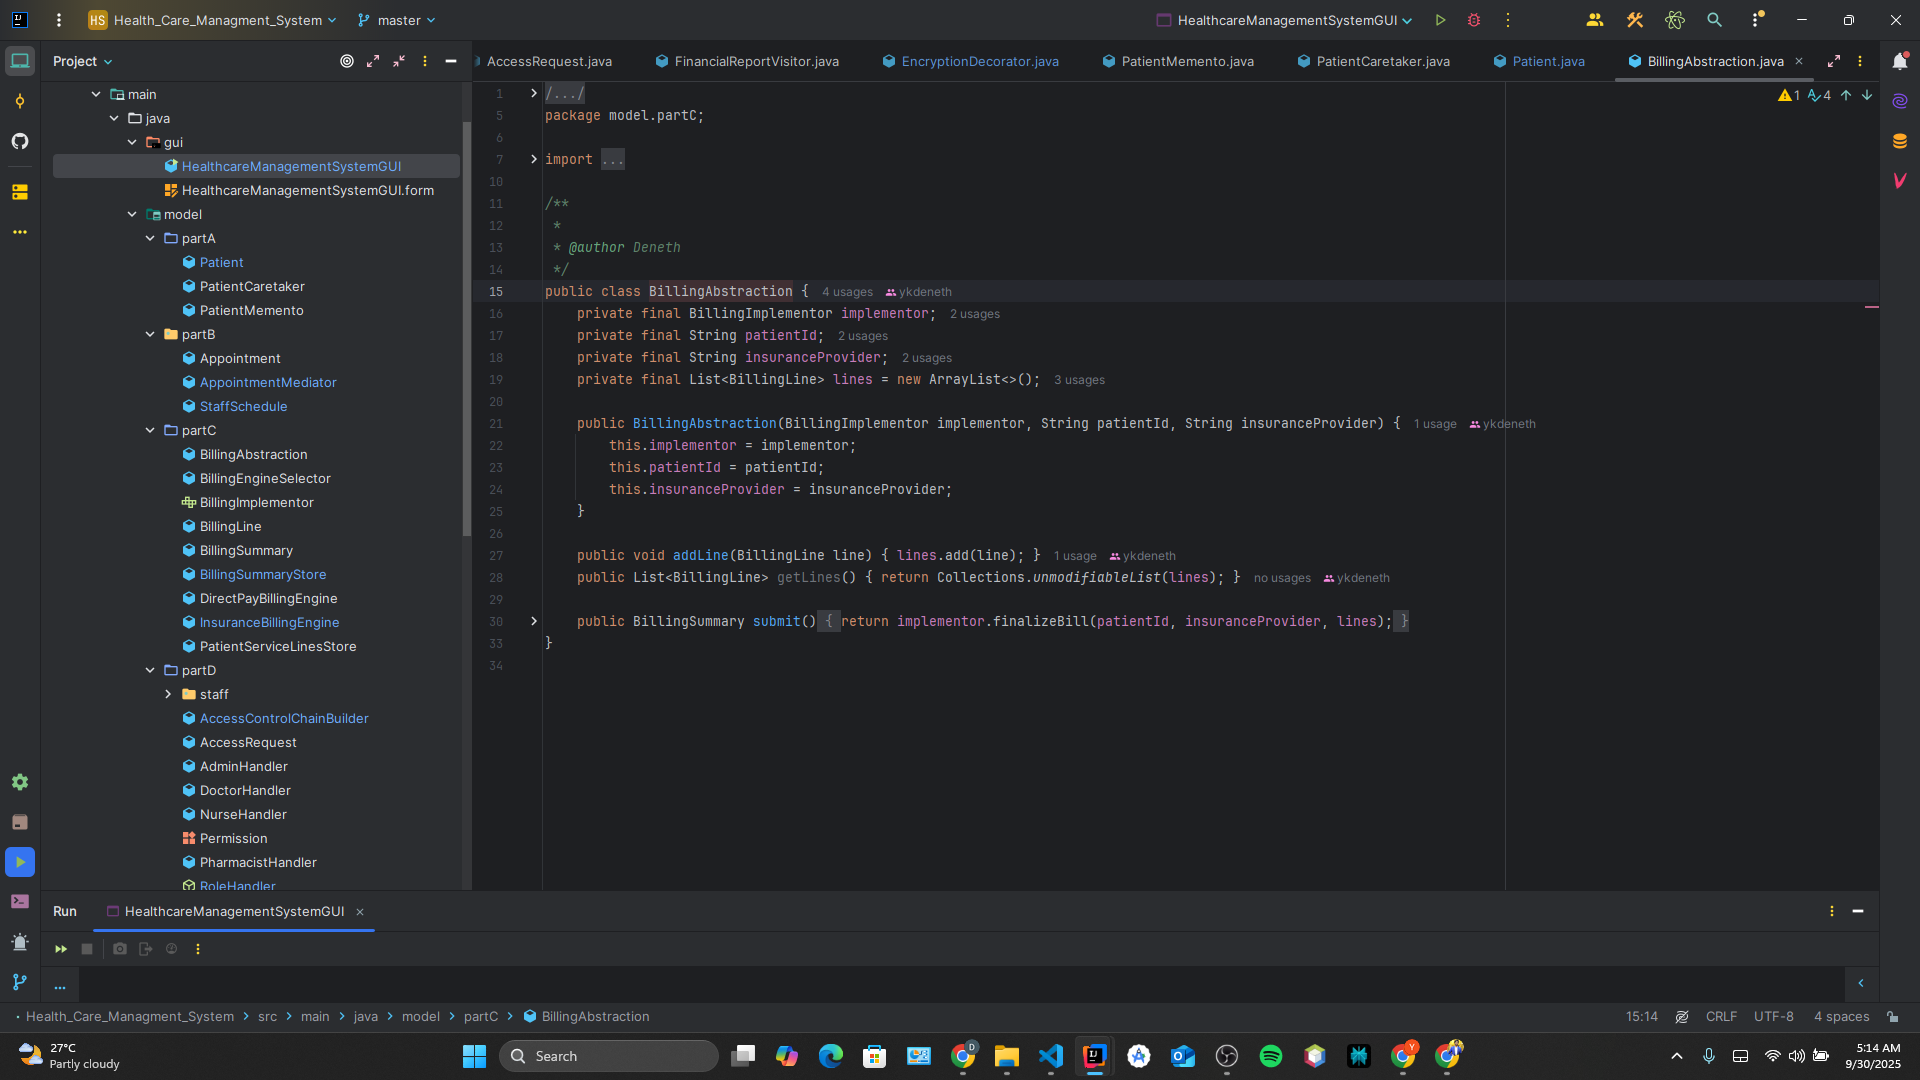 HS Health_Care_Managment_System master HealthcareManagementSystemGUI
Project
AccessRequest.java FinancialReportVisitor.java EncryptionDecorator.java PatientMemento.java PatientCaretaker.java Patient.java BillingAbstraction.java
main
java
gui
HealthcareManagementSystemGUI
HealthcareManagementSystemGUI.form
model
partA
Patient
PatientCaretaker
PatientMemento
partB
Appointment
AppointmentMediator
StaffSchedule
partC
BillingAbstraction
BillingEngineSelector
BillingImplementor
BillingLine
BillingSummary
BillingSummaryStore
DirectPayBillingEngine
InsuranceBillingEngine
PatientServiceLinesStore
partD
staff
AccessControlChainBuilder
AccessRequest
AdminHandler
DoctorHandler
NurseHandler
Permission
PharmacistHandler
RoleHandler
1 /.../
1 4
5 package model.partC;
6
7 import ...
10
11 /**
12 *
13 * @author Deneth
14 */
15 public class BillingAbstraction { 4 usages ykdeneth
16 private final BillingImplementor implementor; 2 usages
17 private final String patientId; 2 usages
18 private final String insuranceProvider; 2 usages
19 private final List<BillingLine> lines = new ArrayList<>(); 3 usages
20
21 public BillingAbstraction(BillingImplementor implementor, String patientId, String insuranceProvider) { 1 usage ykdeneth
22 this.implementor = implementor;
23 this.patientId = patientId;
24 this.insuranceProvider = insuranceProvider;
25 }
26
27 public void addLine(BillingLine line) { lines.add(line); } 1 usage ykdeneth
28 public List<BillingLine> getLines() { return Collections.unmodifiableList(lines); } no usages ykdeneth
29
30 public BillingSummary submit() { return implementor.finalizeBill(patientId, insuranceProvider, lines); }
33 }
34
Run HealthcareManagementSystemGUI
...
Health_Care_Managment_System > src > main > java > model > partC > BillingAbstraction
15:14 CRLF UTF-8 4 spaces
27°C
Partly cloudy
Search
5:14 AM
9/30/2025